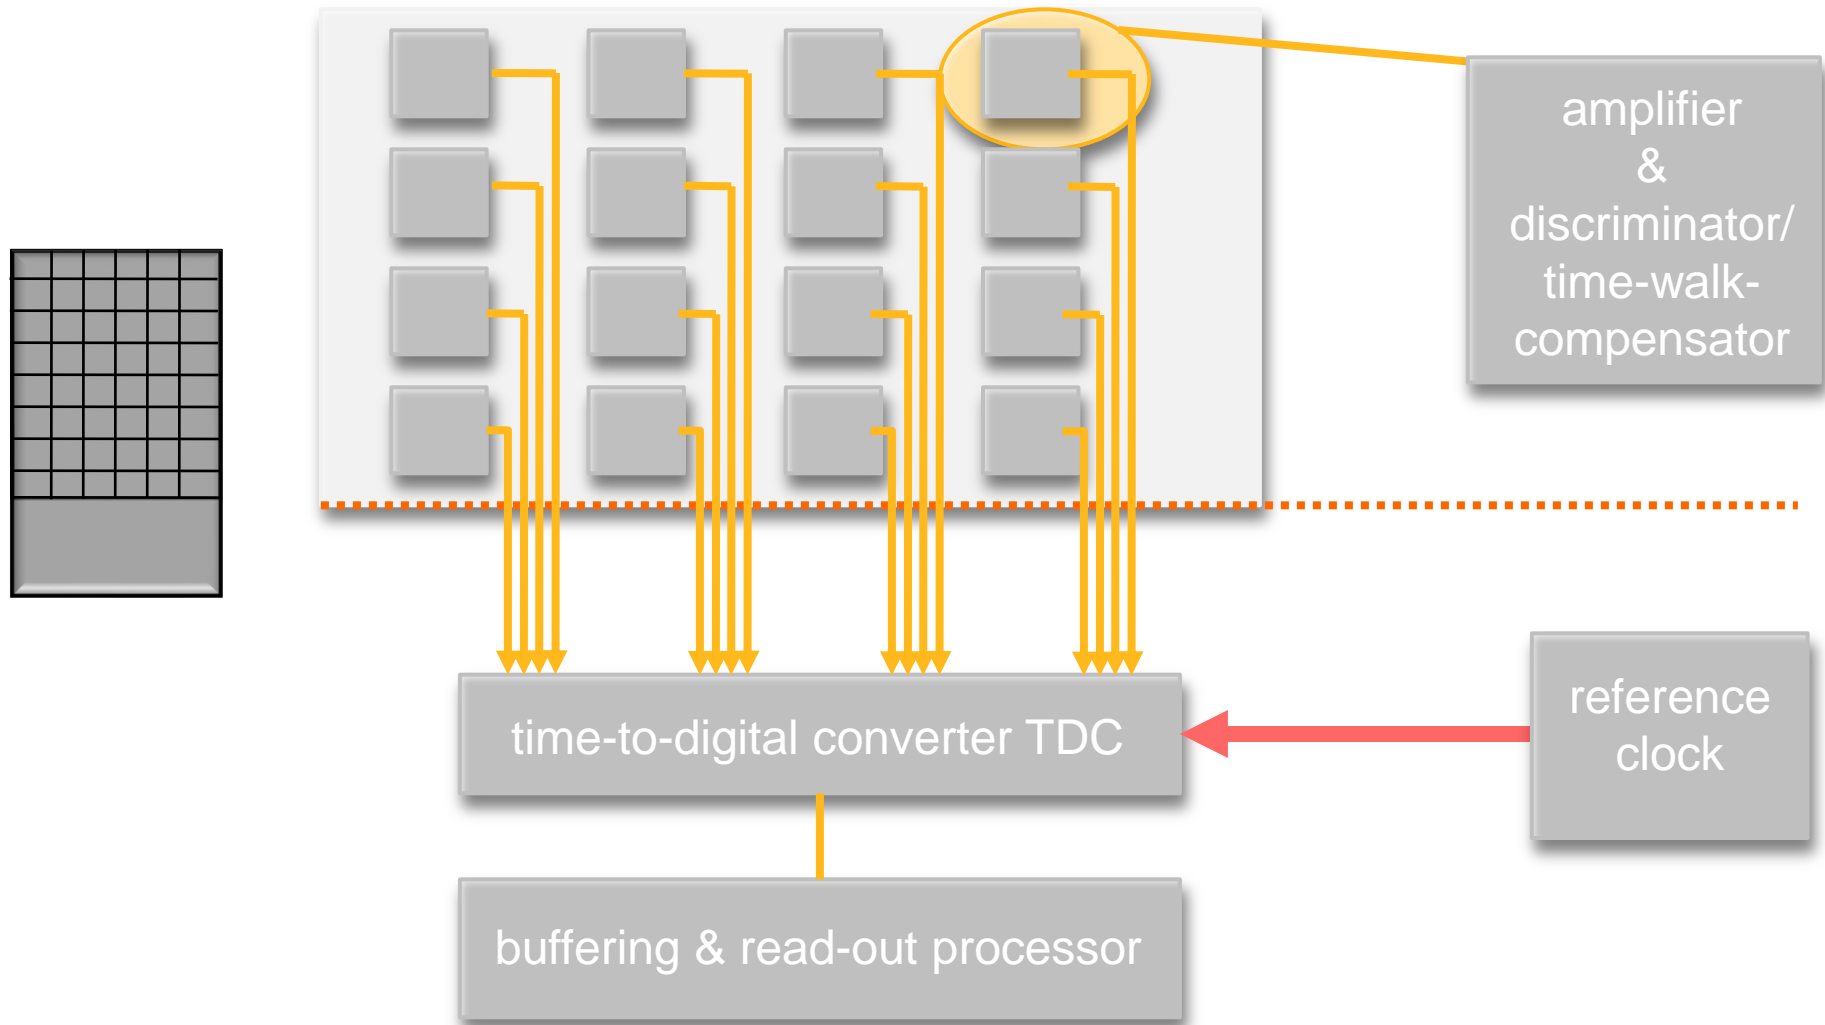 amplifier
&
discriminator/
time-walk-
compensator
reference
clock
time-to-digital converter TDC
buffering & read-out processor